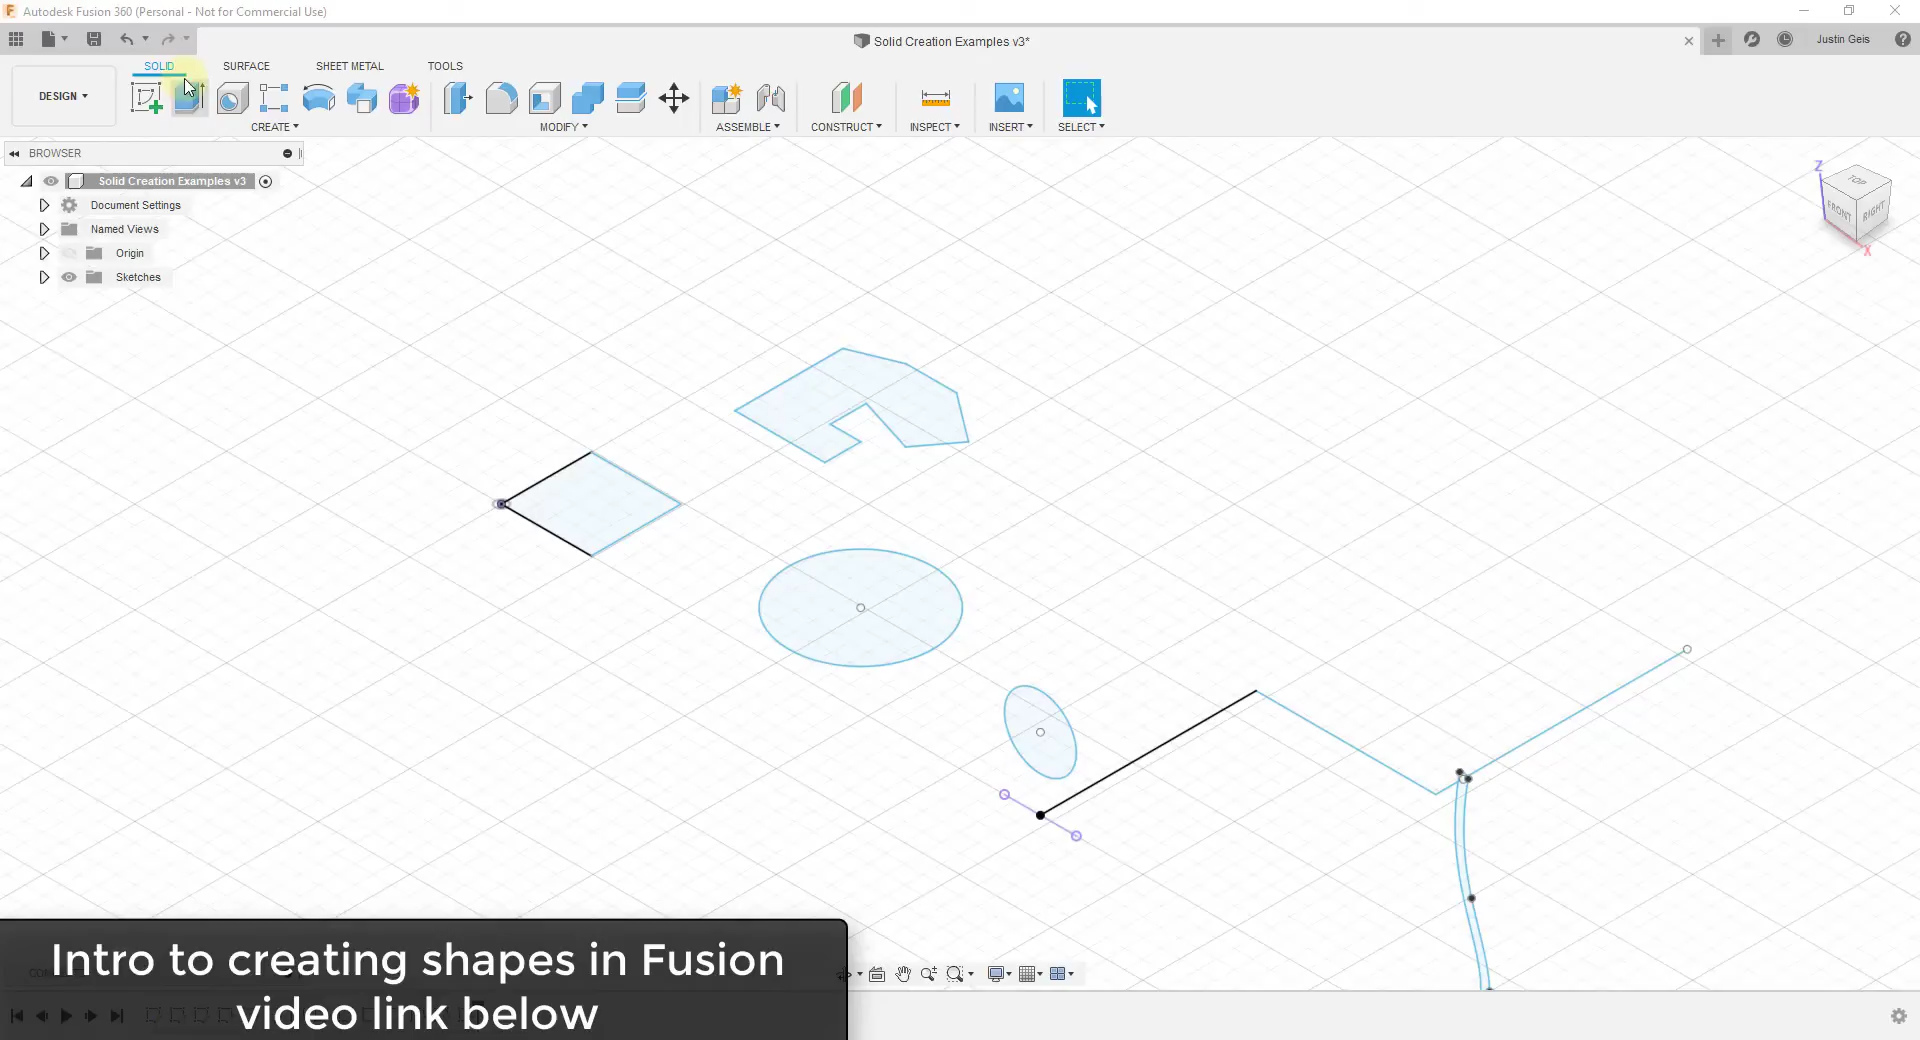 Autodesk Fusion 360 (Personal - Not for Commercial Use)
Solid Creation Examples v3*
Justin Geis
SOLID
SURFACE
SHEET METAL
TOOLS
DESIGN
CREATE
MODIFY
ASSEMBLE
CONSTRUCT
INSPECT
INSERT
SELECT
BROWSER
Solid Creation Examples v3
Document Settings
Named Views
Origin
Sketches
Z
TOP
FRONT
RIGHT
X
Intro to creating shapes in Fusion
video link below